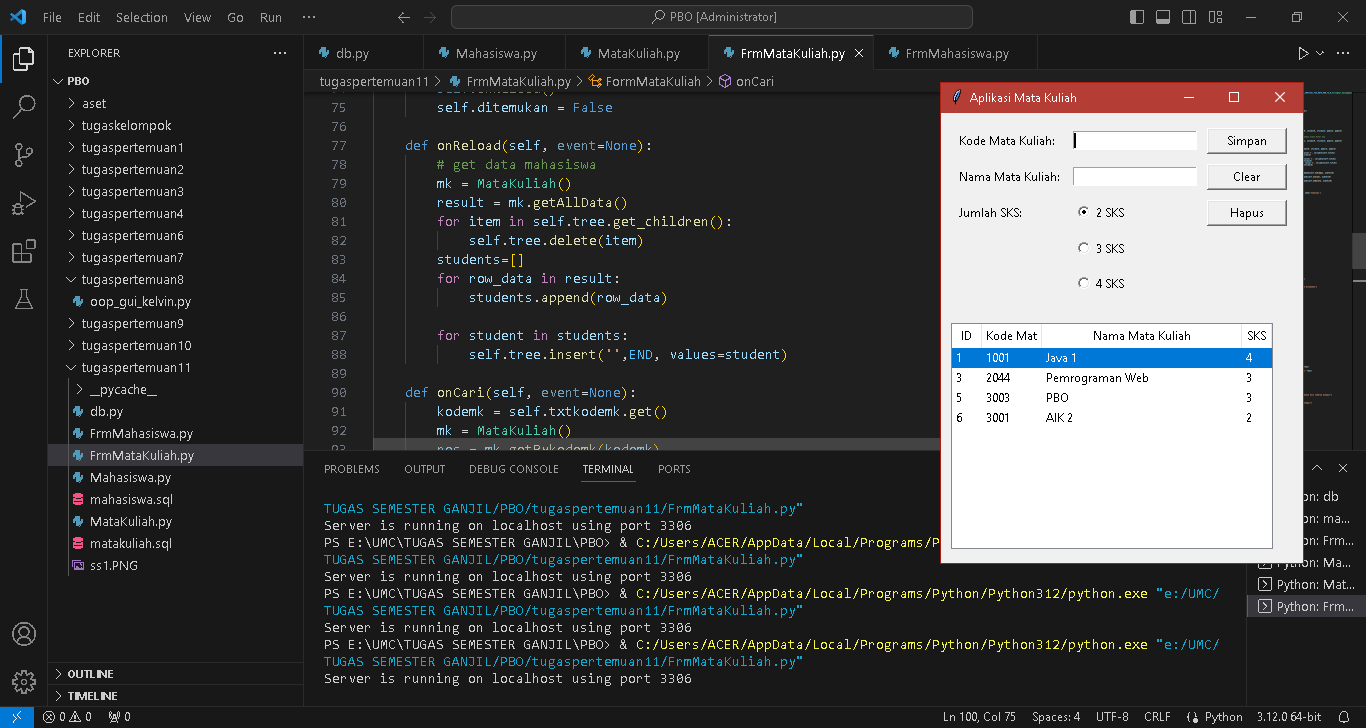 File Edit Selection View Go Run ···
PBO [Administrator]
EXPLORER
PBO
aset
tugaskelompok
tugaspertemuan1
tugaspertemuan2
tugaspertemuan3
tugaspertemuan4
tugaspertemuan6
tugaspertemuan7
tugaspertemuan8
oop_gui_kelvin.py
tugaspertemuan9
tugaspertemuan10
tugaspertemuan11
__pycache__
db.py
FrmMahasiswa.py
FrmMataKuliah.py
Mahasiswa.py
mahasiswa.sql
MataKuliah.py
matakuliah.sql
ss1.PNG
OUTLINE
TIMELINE
db.py Mahasiswa.py MataKuliah.py FrmMataKuliah.py FrmMahasiswa.py
tugaspertemuan11 > FrmMataKuliah.py > FormMataKuliah > onCari
75 self.ditemukan = False
76
77 def onReload(self, event=None):
78 # get data mahasiswa
79 mk = MataKuliah()
80 result = mk.getAllData()
81 for item in self.tree.get_children():
82 self.tree.delete(item)
83 students=[]
84 for row_data in result:
85 students.append(row_data)
86
87 for student in students:
88 self.tree.insert('',END, values=student)
89
90 def onCari(self, event=None):
91 kodemk = self.txtkodemk.get()
92 mk = MataKuliah()
Aplikasi Mata Kuliah
Kode Mata Kuliah: Simpan
Nama Mata Kuliah: Clear
Jumlah SKS: 2 SKS Hapus
3 SKS
4 SKS
ID Kode Mat Nama Mata Kuliah SKS
1 1001 Java 1 4
3 2044 Pemrograman Web 3
5 3003 PBO 3
6 3001 AIK 2 2
PROBLEMS OUTPUT DEBUG CONSOLE TERMINAL PORTS
TUGAS SEMESTER GANJIL/PBO/tugaspertemuan11/FrmMataKuliah.py"
Server is running on localhost using port 3306
PS E:\UMC\TUGAS SEMESTER GANJIL\PBO> & C:/Users/ACER/AppData/Local/Programs/P
TUGAS SEMESTER GANJIL/PBO/tugaspertemuan11/FrmMataKuliah.py"
Server is running on localhost using port 3306
PS E:\UMC\TUGAS SEMESTER GANJIL\PBO> & C:/Users/ACER/AppData/Local/Programs/Python/Python312/python.exe "e:/UMC/
TUGAS SEMESTER GANJIL/PBO/tugaspertemuan11/FrmMataKuliah.py"
Server is running on localhost using port 3306
PS E:\UMC\TUGAS SEMESTER GANJIL\PBO> & C:/Users/ACER/AppData/Local/Programs/Python/Python312/python.exe "e:/UMC/
TUGAS SEMESTER GANJIL/PBO/tugaspertemuan11/FrmMataKuliah.py"
Server is running on localhost using port 3306
on: db
on: ma...
on: Frm...
Python: Ma...
Python: Mat...
Python: Frm...
0 0 0
Ln 100, Col 75 Spaces: 4 UTF-8 CRLF Python 3.12.0 64-bit